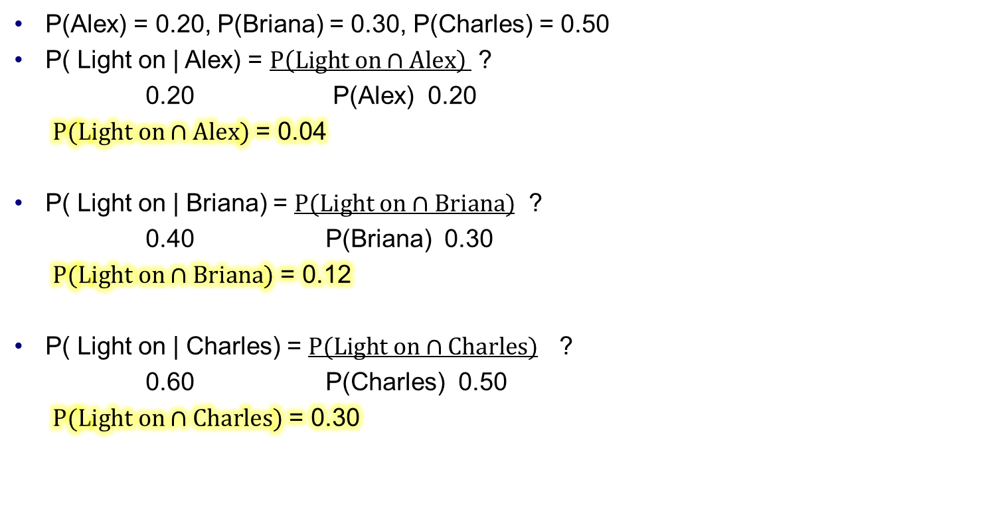 • P(Alex) = 0.20, P(Briana) = 0.30, P(Charles) = 0.50
• P( Light on | Alex) = P(Light on ∩ Alex) ?
0.20 P(Alex) 0.20
P(Light on ∩ Alex) = 0.04
• P( Light on | Briana) = P(Light on ∩ Briana) ?
0.40 P(Briana) 0.30
P(Light on ∩ Briana) = 0.12
• P( Light on | Charles) = P(Light on ∩ Charles) ?
0.60 P(Charles) 0.50
P(Light on ∩ Charles) = 0.30